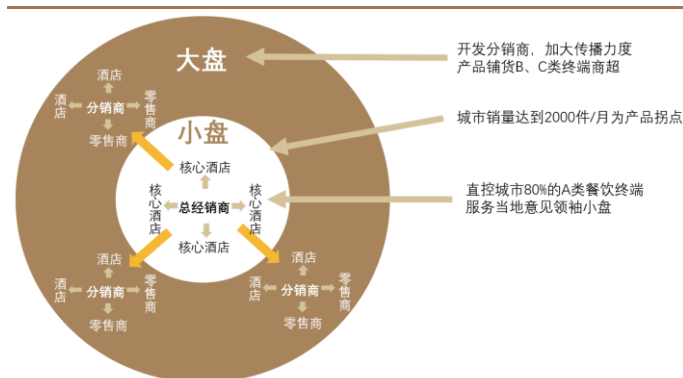 大盘
开发分销商，加大传播力度
产品铺货B、C类终端商超
酒店
酒店
分销商
零售商
零售商
小盘
城市销量达到2000件/月为产品拐点
核心酒店
核心酒店
总经销商
核心酒店
核心酒店
直控城市80%的A类餐饮终端
服务当地意见领袖小盘
酒店
酒店
分销商
零售商
零售商
酒店
酒店
分销商
零售商
零售商